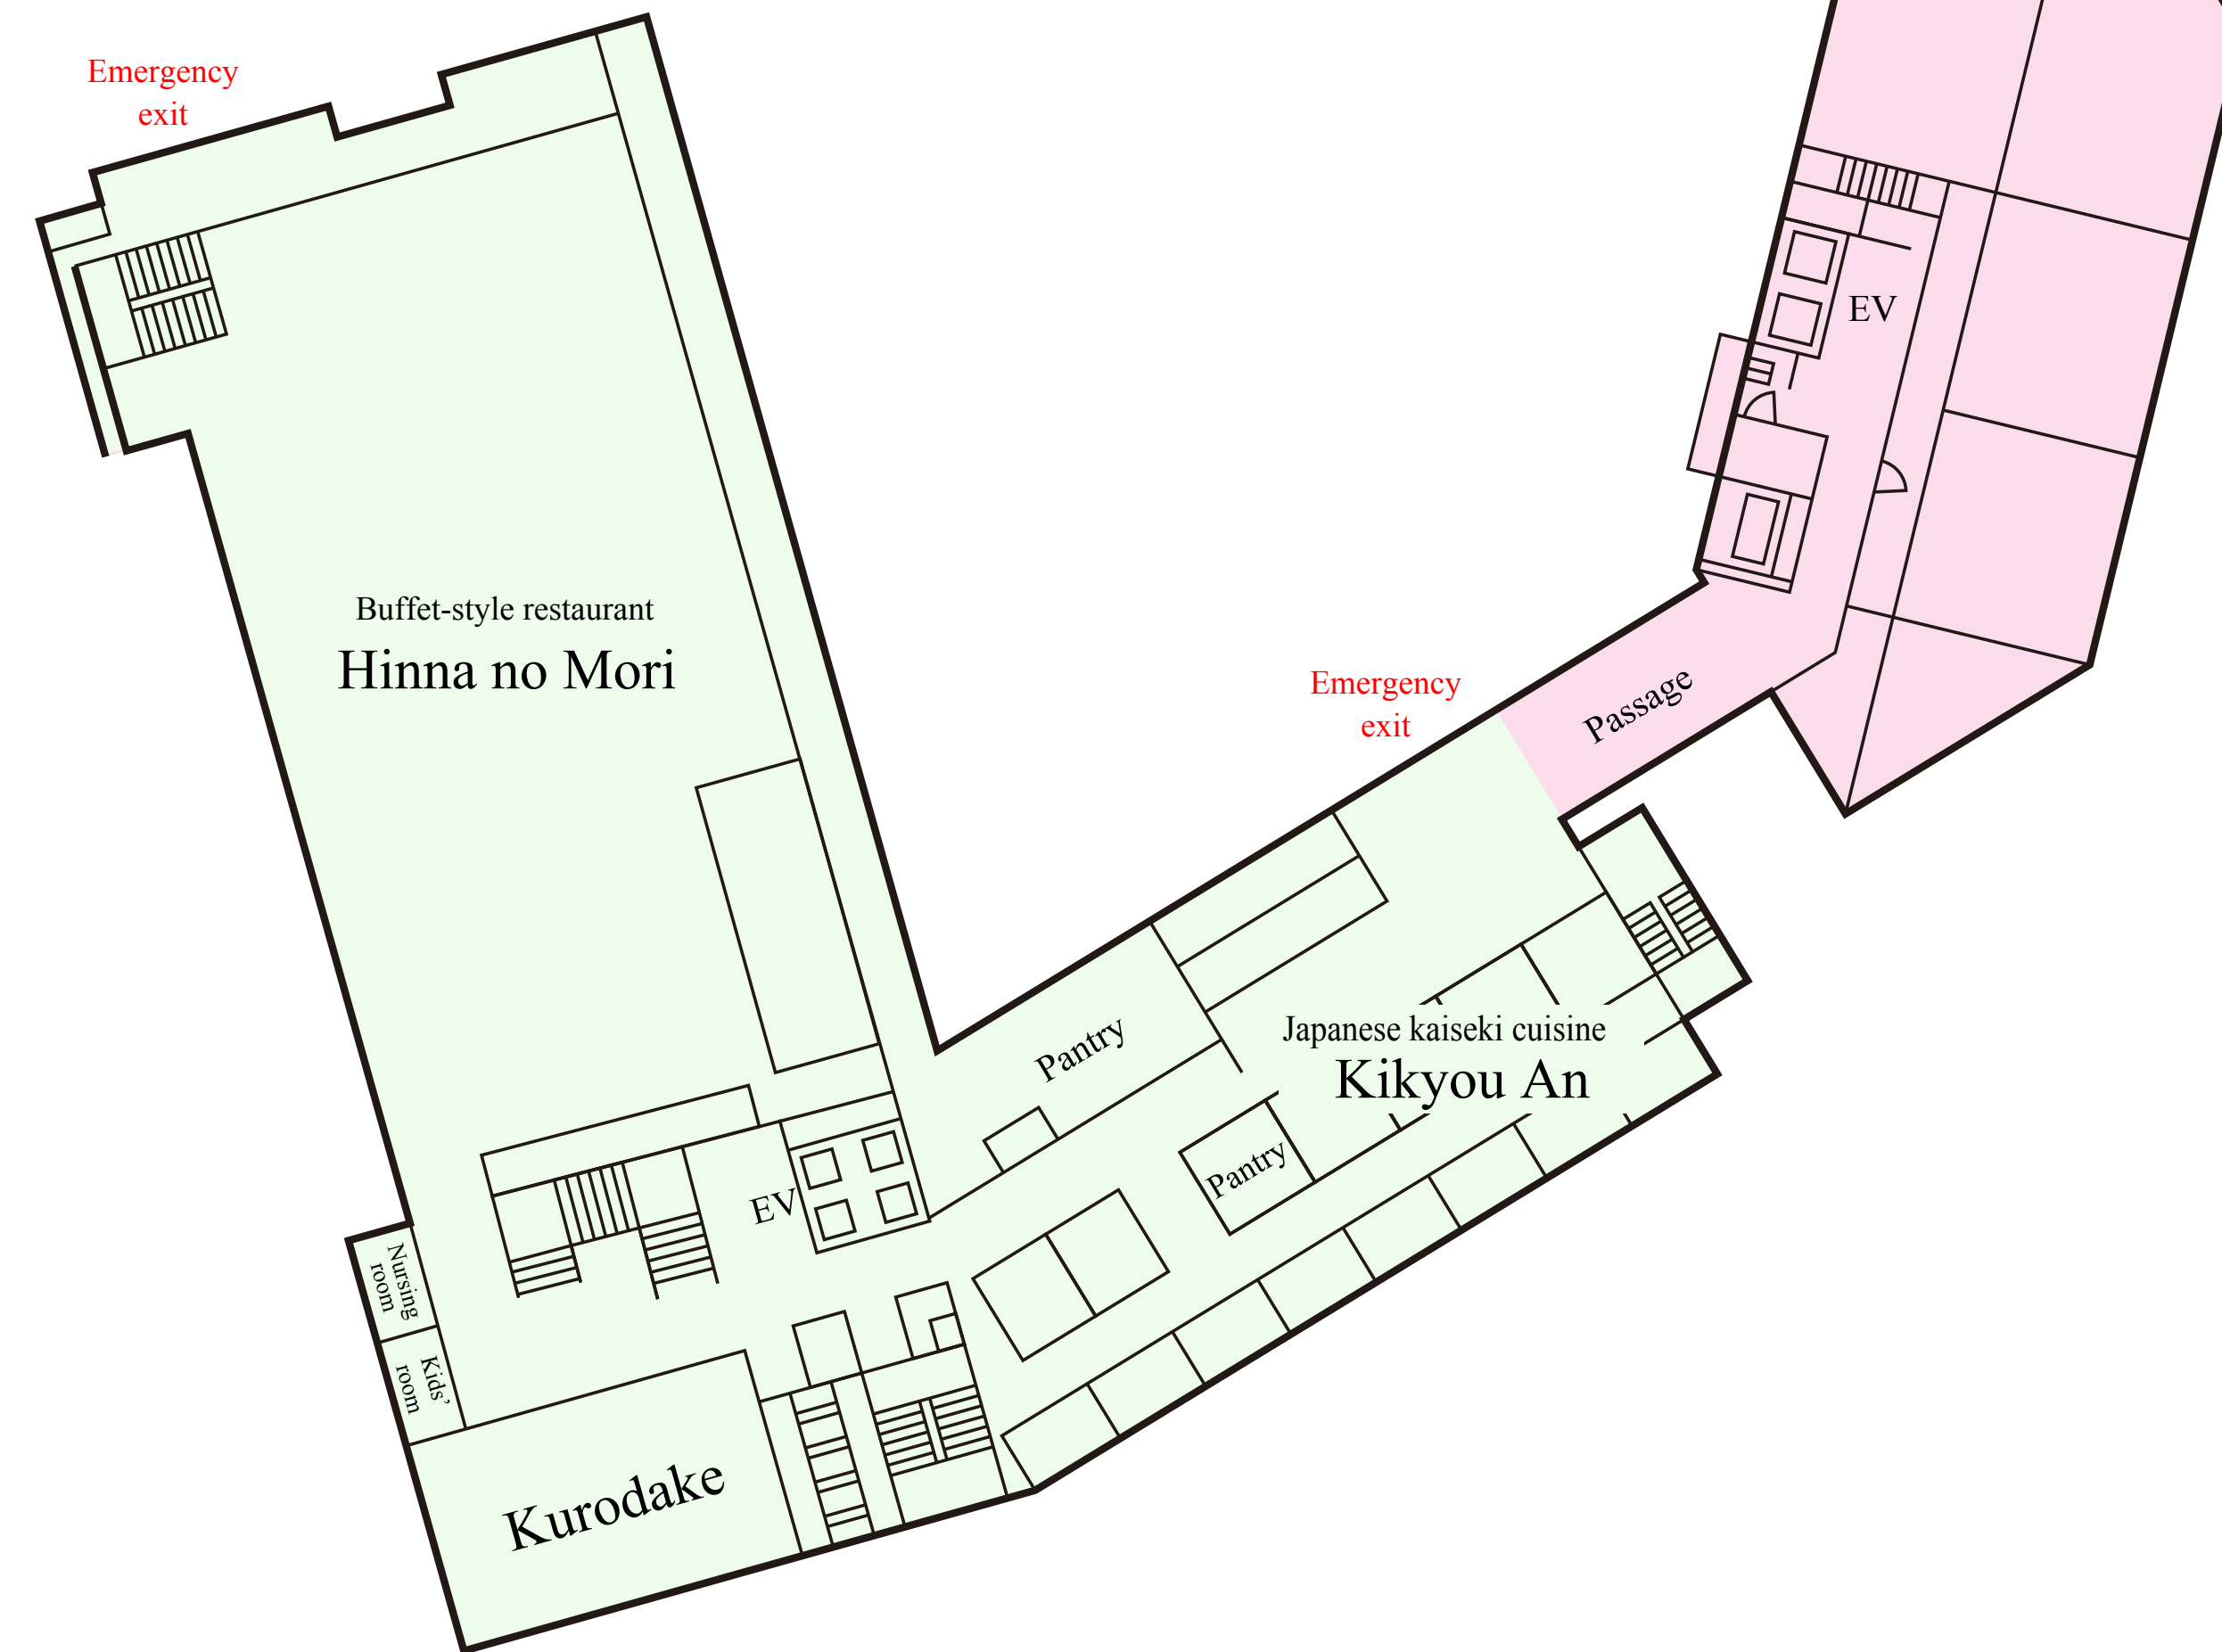 Emergency
exit
EV
Buffet-style restaurant
Hinna no Mori
Emergency
exit
Passage
Pantry
Japanese kaiseki cuisine
Kikyou An
Pantry
EV
Nursing
room
Kids’
room
Kurodake